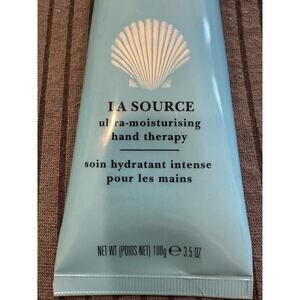 LA SOURCE
ultra-moisturising
hand therapy
soin hydratant intense
pour les mains
NET WT (POIDS NET) 100g ℮ 3.5 OZ